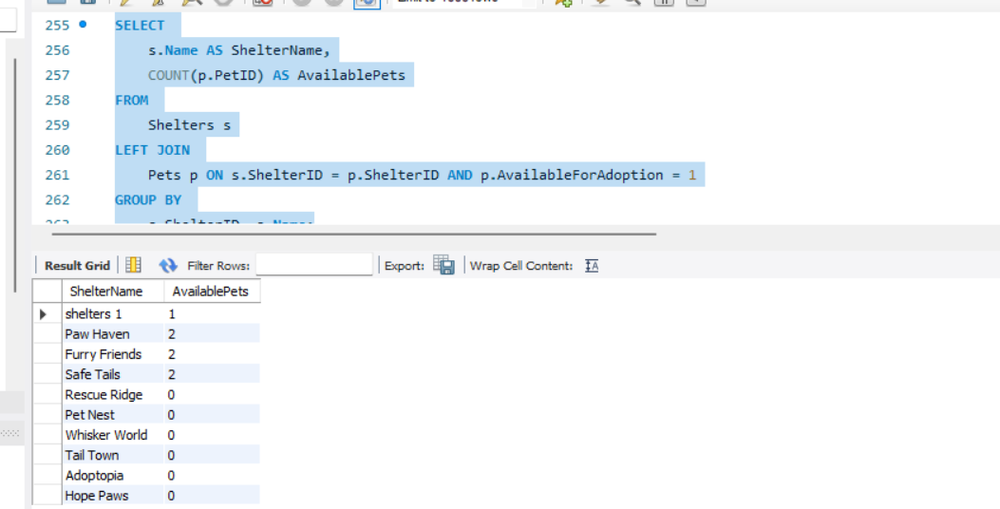 255 SELECT
256 s.Name AS ShelterName,
257 COUNT(p.PetID) AS AvailablePets
258 FROM
259 Shelters s
260 LEFT JOIN
261 Pets p ON s.ShelterID = p.ShelterID AND p.AvailableForAdoption = 1
262 GROUP BY
263 s.ShelterID, s.Name;
Result Grid Filter Rows: Export: Wrap Cell Content:
ShelterName AvailablePets
shelters 1 1
Paw Haven 2
Furry Friends 2
Safe Tails 2
Rescue Ridge 0
Pet Nest 0
Whisker World 0
Tail Town 0
Adoptopia 0
Hope Paws 0